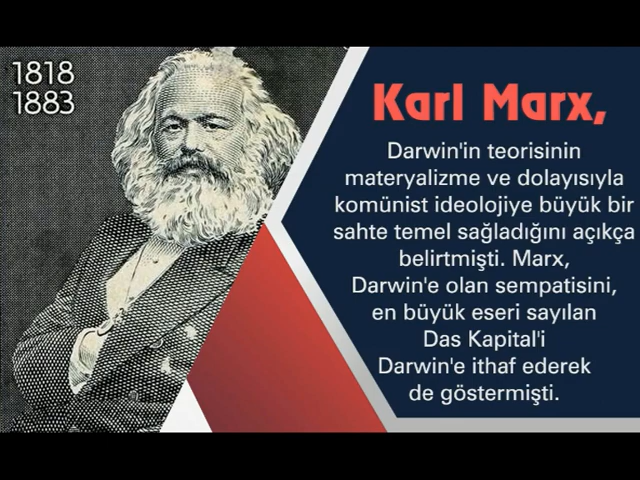 1818
1883
Karl Marx,
Darwin'in teorisinin
materyalizme ve dolayısıyla
komünist ideolojiye büyük bir
sahte temel sağladığını açıkça
belirtmişti. Marx,
Darwin'e olan sempatisini,
en büyük eseri sayılan
Das Kapital'i
Darwin'e ithaf ederek
de göstermişti.